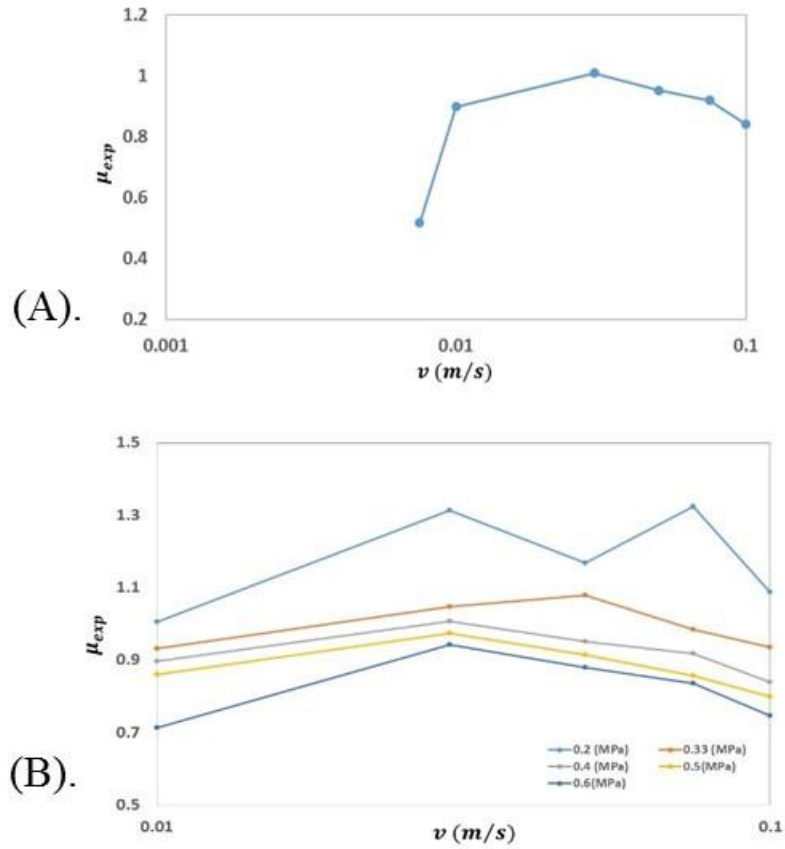 1.2
1
0.8
0.6
0.4
0.2
μexp
0.001 0.01 0.1
v (m/s)
(A).
1.5
1.3
1.1
0.9
0.7
0.5
μexp
0.2 (MPa) 0.33 (MPa)
0.4 (MPa) 0.5(MPa)
0.6(MPa)
0.01 0.1
v (m/s)
(B).